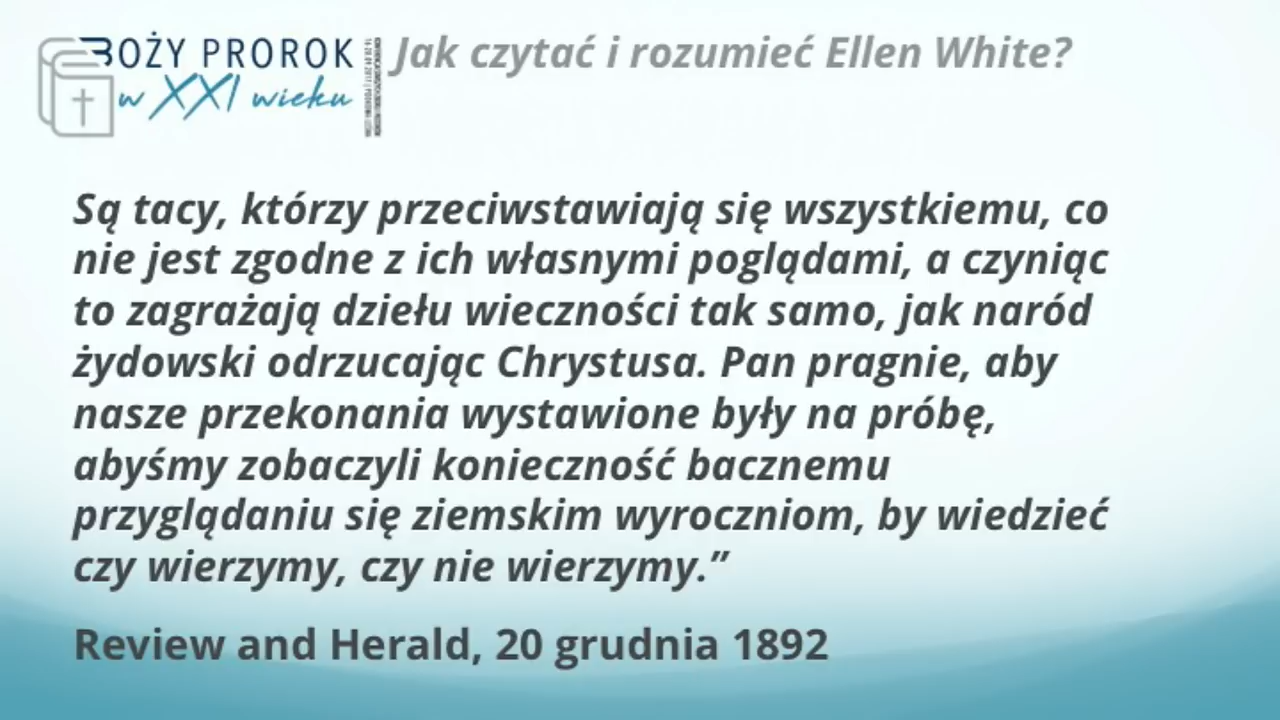 BOŻY PROROK
w XXI wieku
Jak czytać i rozumieć Ellen White?
Są tacy, którzy przeciwstawiają się wszystkiemu, co
nie jest zgodne z ich własnymi poglądami, a czyniąc
to zagrażają dziełu wieczności tak samo, jak naród
żydowski odrzucając Chrystusa. Pan pragnie, aby
nasze przekonania wystawione były na próbę,
abyśmy zobaczyli konieczność bacznemu
przyglądaniu się ziemskim wyroczniom, by wiedzieć
czy wierzymy, czy nie wierzymy.”
Review and Herald, 20 grudnia 1892